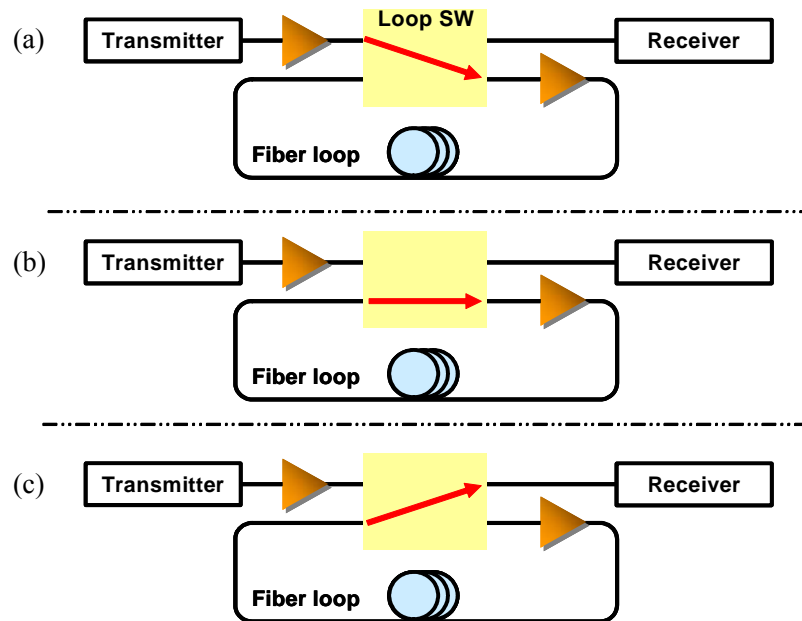 (a)
Loop SW
Transmitter
Receiver
Fiber loop
(b)
Transmitter
Receiver
Fiber loop
(c)
Transmitter
Receiver
Fiber loop